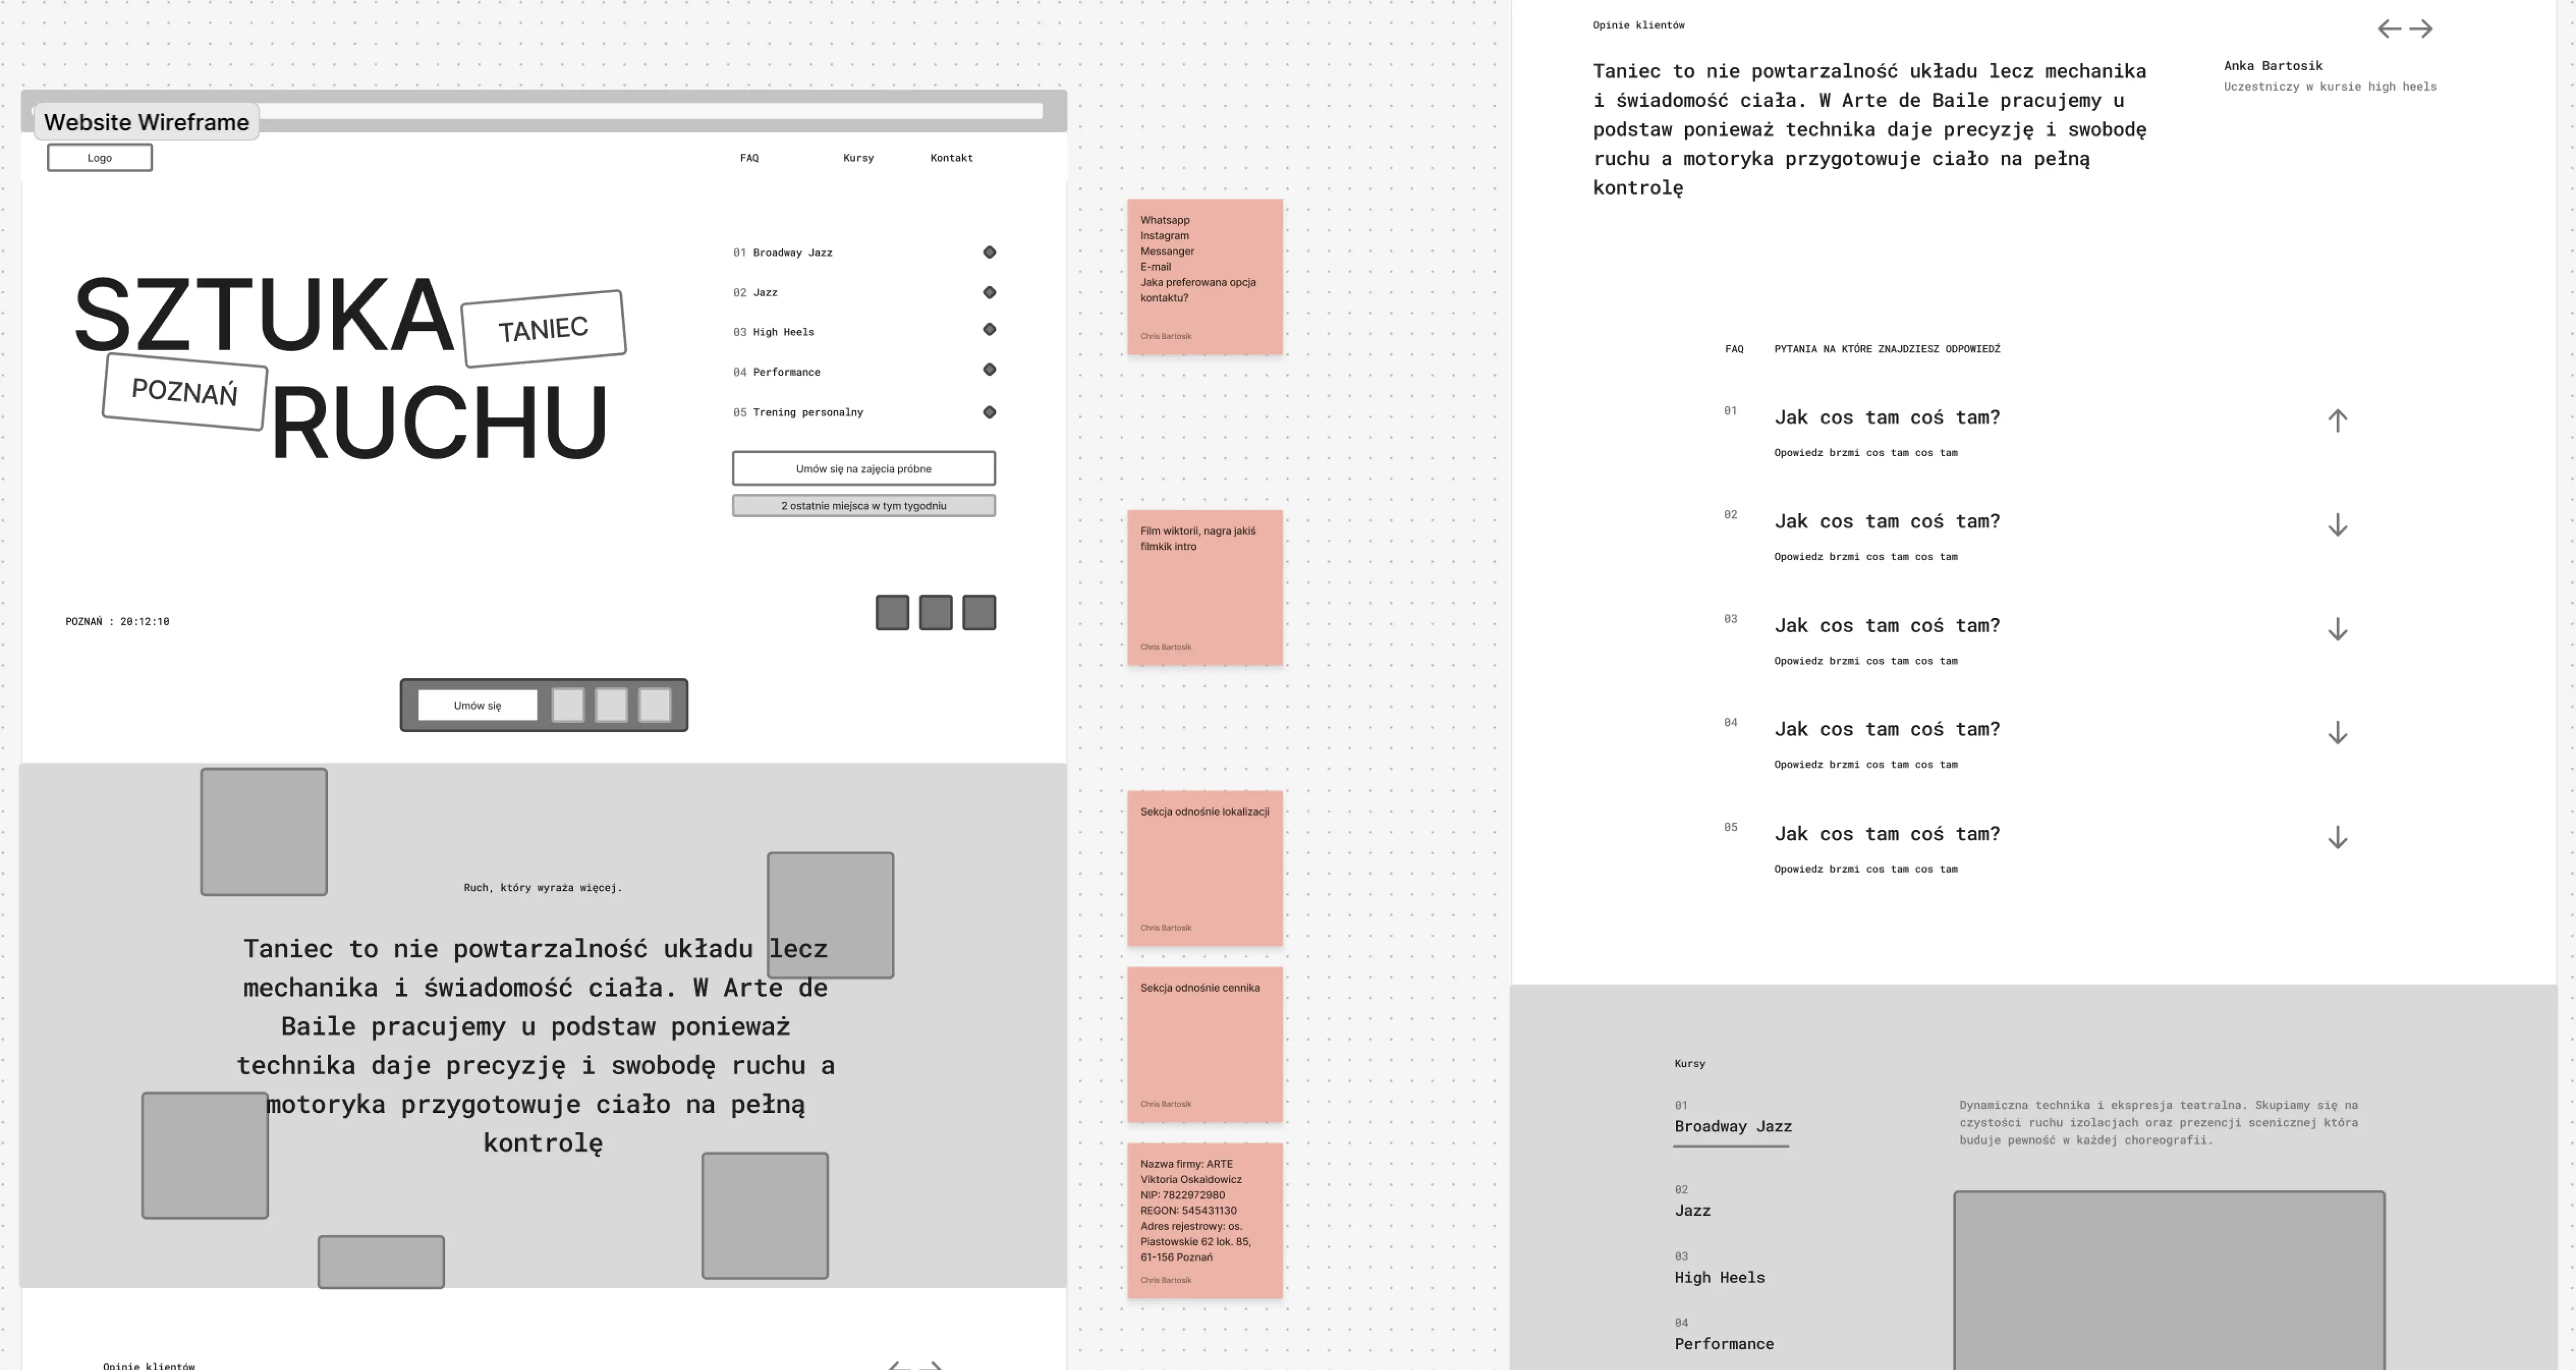 Website Wireframe
Logo
FAQ
Kursy
Kontakt
SZTUKA
TANIEC
POZNAŃ
RUCHU
01 Broadway Jazz
02 Jazz
03 High Heels
04 Performance
05 Trening personalny
Umów się na zajęcia próbne
2 ostatnie miejsca w tym tygodniu
POZNAŃ : 20:12:10
Umów się
Ruch, który wyraża więcej.
Taniec to nie powtarzalność układu lecz
mechanika i świadomość ciała. W Arte de
Baile pracujemy u podstaw ponieważ
technika daje precyzję i swobodę ruchu a
motoryka przygotowuje ciało na pełną
kontrolę
Opinie klientów
Whatsapp
Instagram
Messanger
E-mail
Jaka preferowana opcja
kontaktu?
Chris Bartosik
Film wiktorii, nagra jakiś
filmkik intro
Chris Bartosik
Sekcja odnośnie lokalizacji
Chris Bartosik
Sekcja odnośnie cennika
Chris Bartosik
Nazwa firmy: ARTE
Viktoria Oskaldowicz
NIP: 7822972980
REGON: 545431130
Adres rejestrowy: os.
Piastowskie 62 lok. 85,
61-156 Poznań
Chris Bartosik
Opinie klientów
Taniec to nie powtarzalność układu lecz mechanika
i świadomość ciała. W Arte de Baile pracujemy u
podstaw ponieważ technika daje precyzję i swobodę
ruchu a motoryka przygotowuje ciało na pełną
kontrolę
Anka Bartosik
Uczestniczy w kursie high heels
FAQ
PYTANIA NA KTÓRE ZNAJDZIESZ ODPOWIEDŹ
01
Jak cos tam coś tam?
Opowiedz brzmi cos tam cos tam
02
Jak cos tam coś tam?
Opowiedz brzmi cos tam cos tam
03
Jak cos tam coś tam?
Opowiedz brzmi cos tam cos tam
04
Jak cos tam coś tam?
Opowiedz brzmi cos tam cos tam
05
Jak cos tam coś tam?
Opowiedz brzmi cos tam cos tam
Kursy
01
Broadway Jazz
02
Jazz
03
High Heels
04
Performance
Dynamiczna technika i ekspresja teatralna. Skupiamy się na
czystości ruchu izolacjach oraz prezencji scenicznej która
buduje pewność w każdej choreografii.